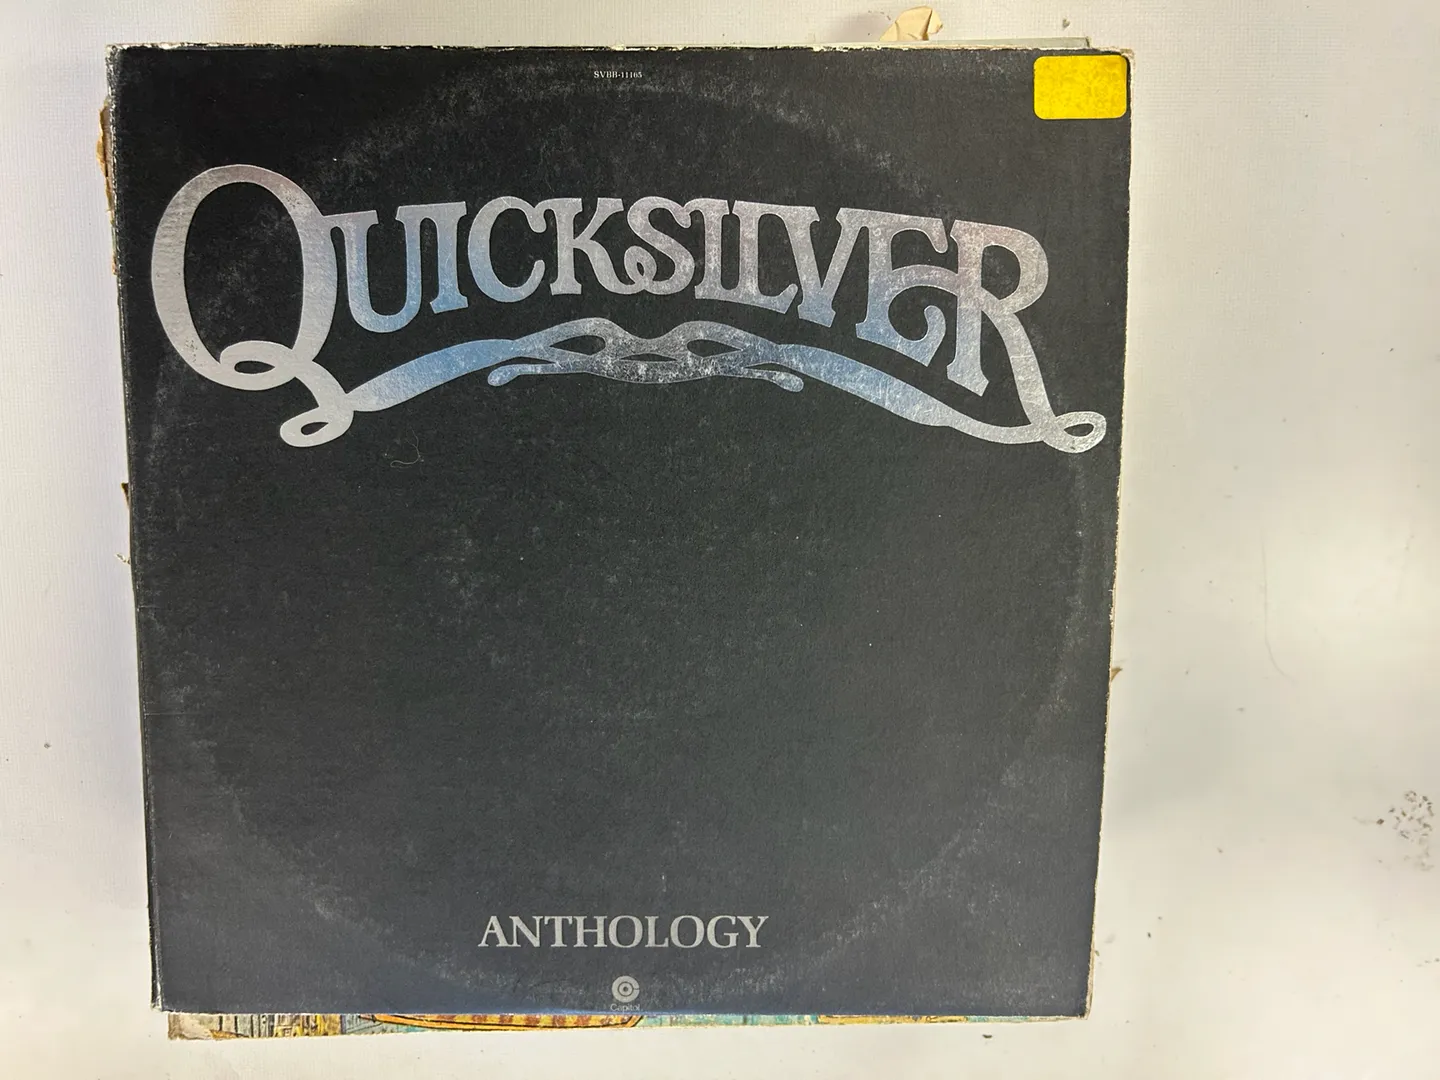 SVBB-11165
QUICKSILVER
ANTHOLOGY
Capitol